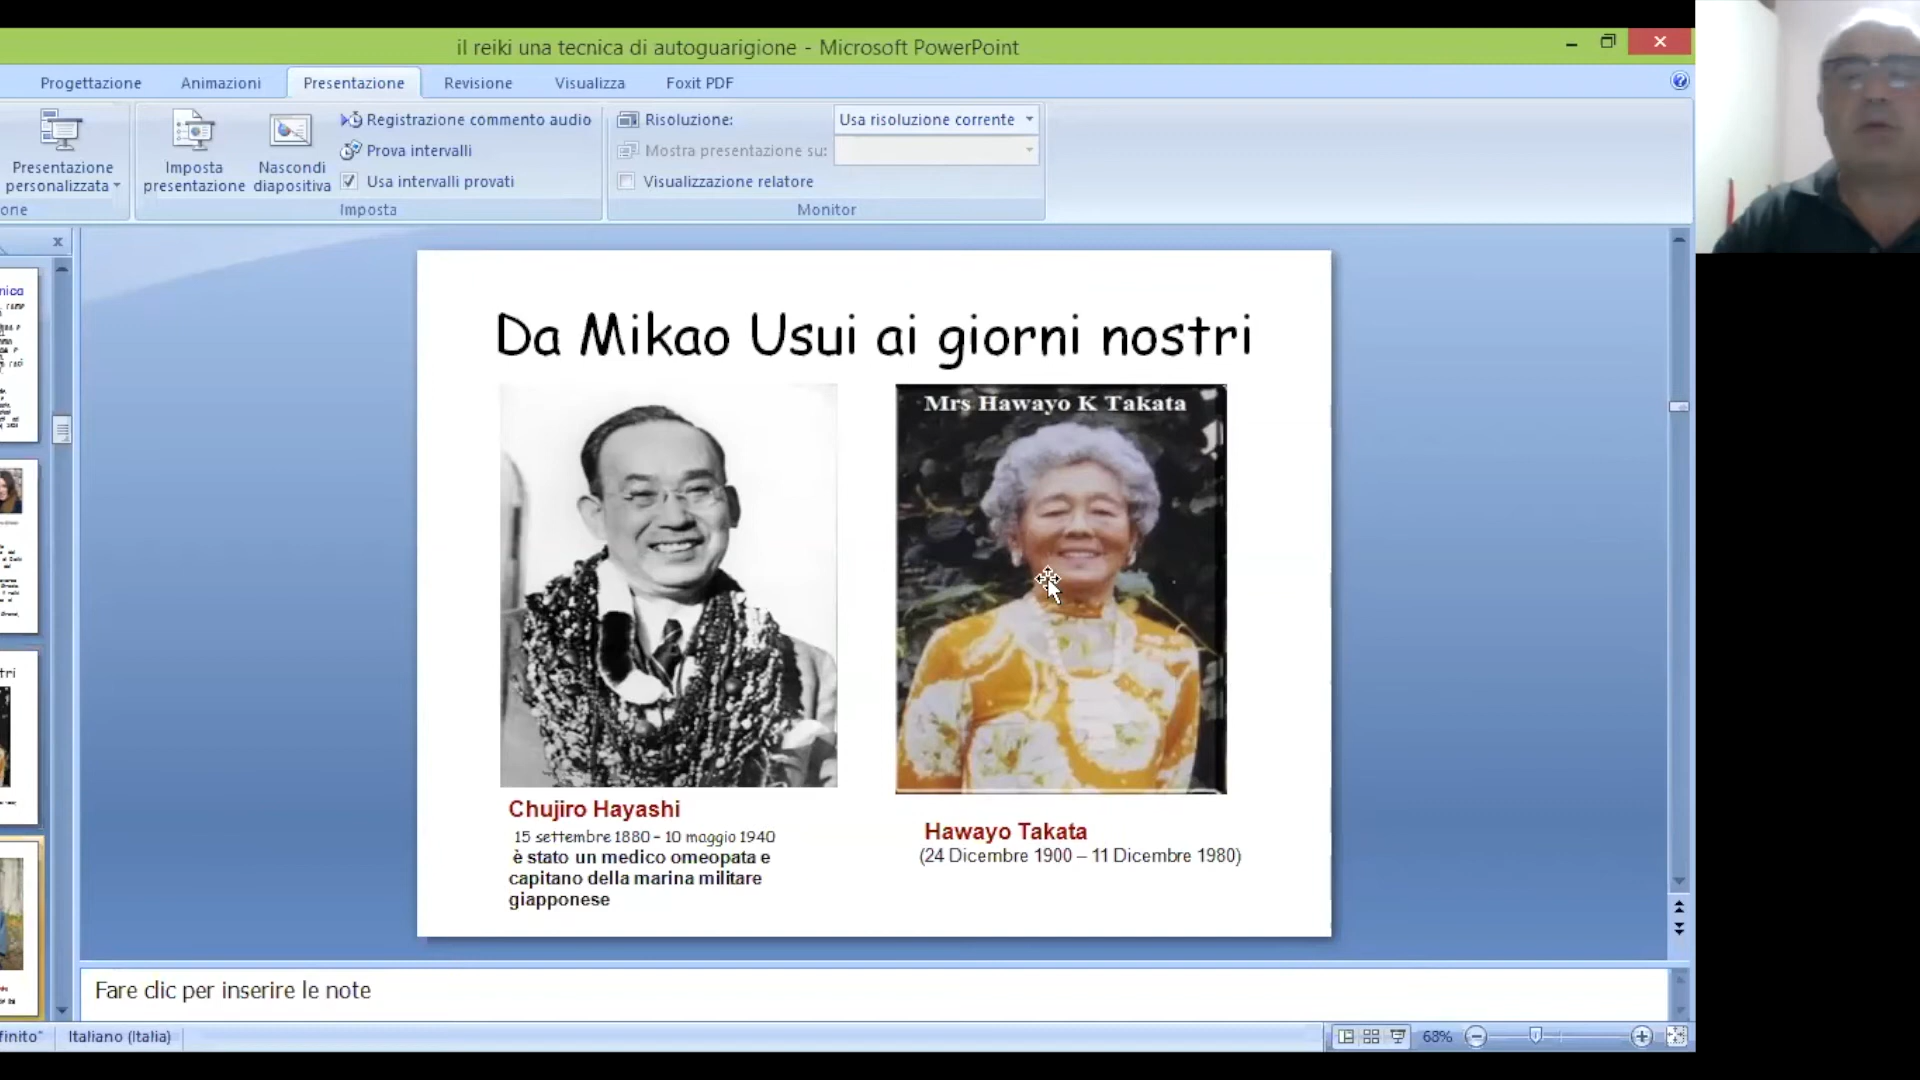 il reiki una tecnica di autoguarigione - Microsoft PowerPoint
Progettazione Animazioni Presentazione Revisione Visualizza Foxit PDF
Presentazione personalizzata
Imposta presentazione
Nascondi diapositiva
Registrazione commento audio
Prova intervalli
Usa intervalli provati
one
Imposta
Risoluzione: Usa risoluzione corrente
Mostra presentazione su:
Visualizzazione relatore
Monitor
nica
tri
Da Mikao Usui ai giorni nostri
Mrs Hawayo K Takata
Chujiro Hayashi
15 settembre 1880 - 10 maggio 1940
è stato un medico omeopata e
capitano della marina militare
giapponese
Hawayo Takata
(24 Dicembre 1900 – 11 Dicembre 1980)
Fare clic per inserire le note
finito" Italiano (Italia) 68%